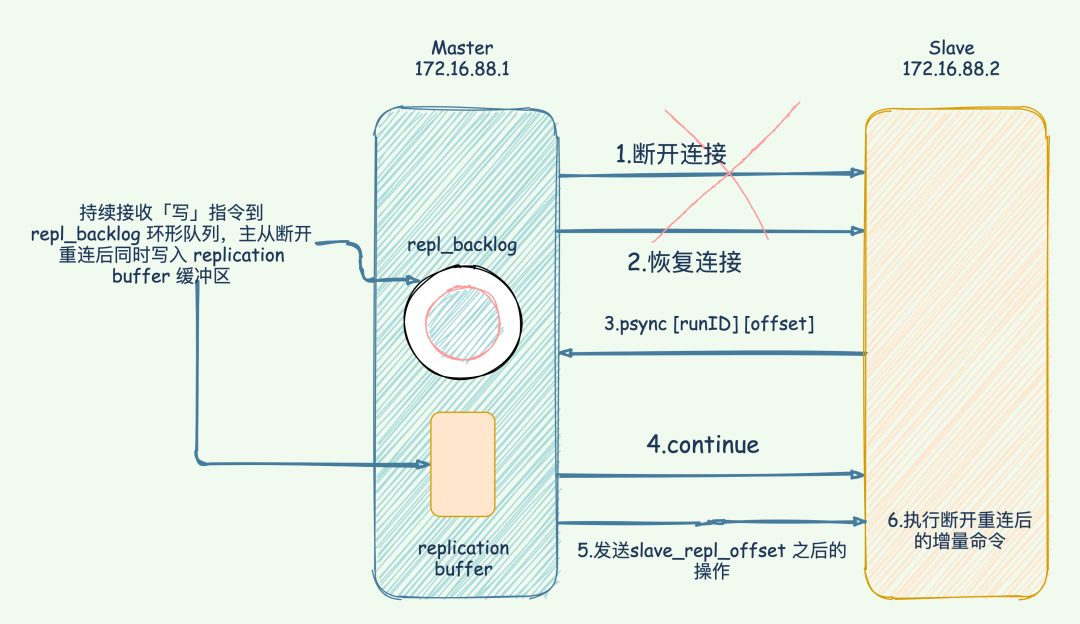 Master
172.16.88.1
Slave
172.16.88.2
1.断开连接
持续接收「写」指令到
repl_backlog 环形队列，主从断开
重连后同时写入 replication
buffer 缓冲区
repl_backlog
2.恢复连接
3.psync [runID] [offset]
4.continue
replication
buffer
5.发送slave_repl_offset 之后的
操作
6.执行断开重连后
的增量命令